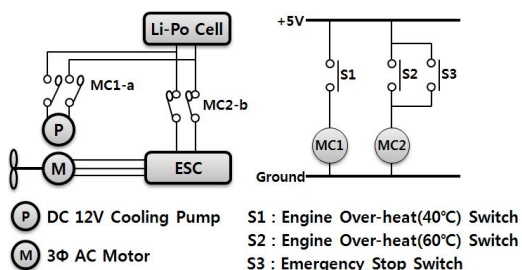 Li-Po Cell
+5V
MC1-a
MC2-b
S1
S2
S3
P
MC1
MC2
M
ESC
Ground
P DC 12V Cooling Pump
M 3Φ AC Motor
S1 : Engine Over-heat(40℃) Switch
S2 : Engine Over-heat(60℃) Switch
S3 : Emergency Stop Switch